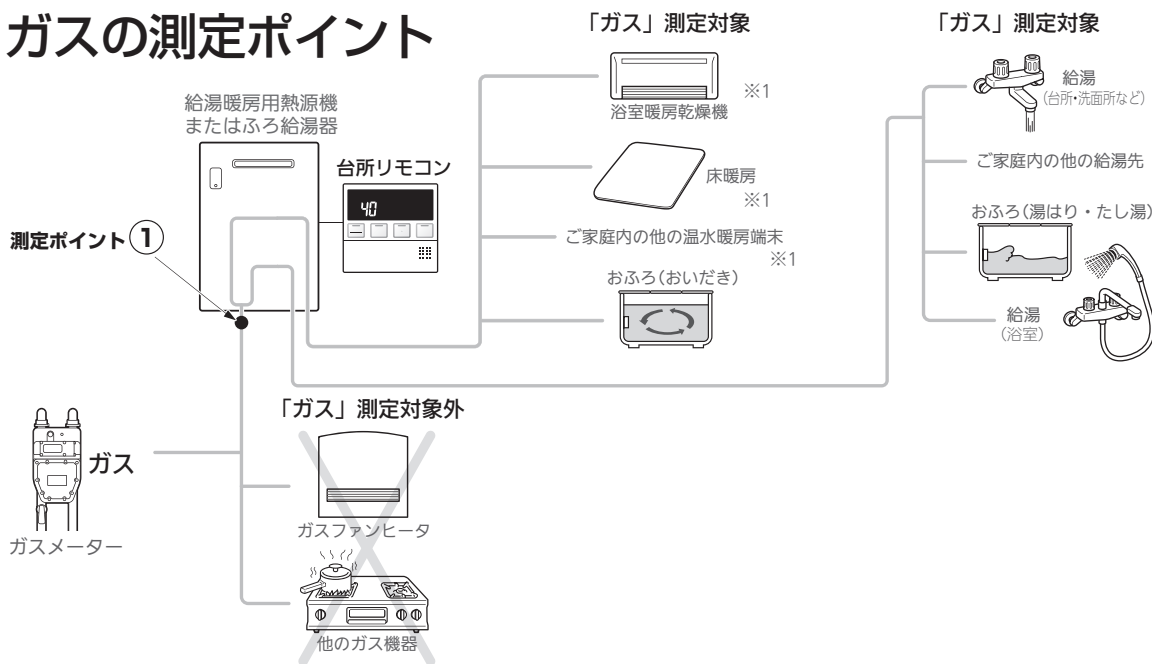 ガスの測定ポイント
給湯暖房用熱源機
またはふろ給湯器
台所リモコン
40
測定ポイント①
ガス
ガスメーター
「ガス」測定対象
浴室暖房乾燥機
※1
床暖房
※1
ご家庭内の他の温水暖房端末
※1
おふろ(おいだき)
「ガス」測定対象
給湯
(台所・洗面所など)
ご家庭内の他の給湯先
おふろ(湯はり・たし湯)
給湯
(浴室)
「ガス」測定対象外
ガスファンヒータ
他のガス機器